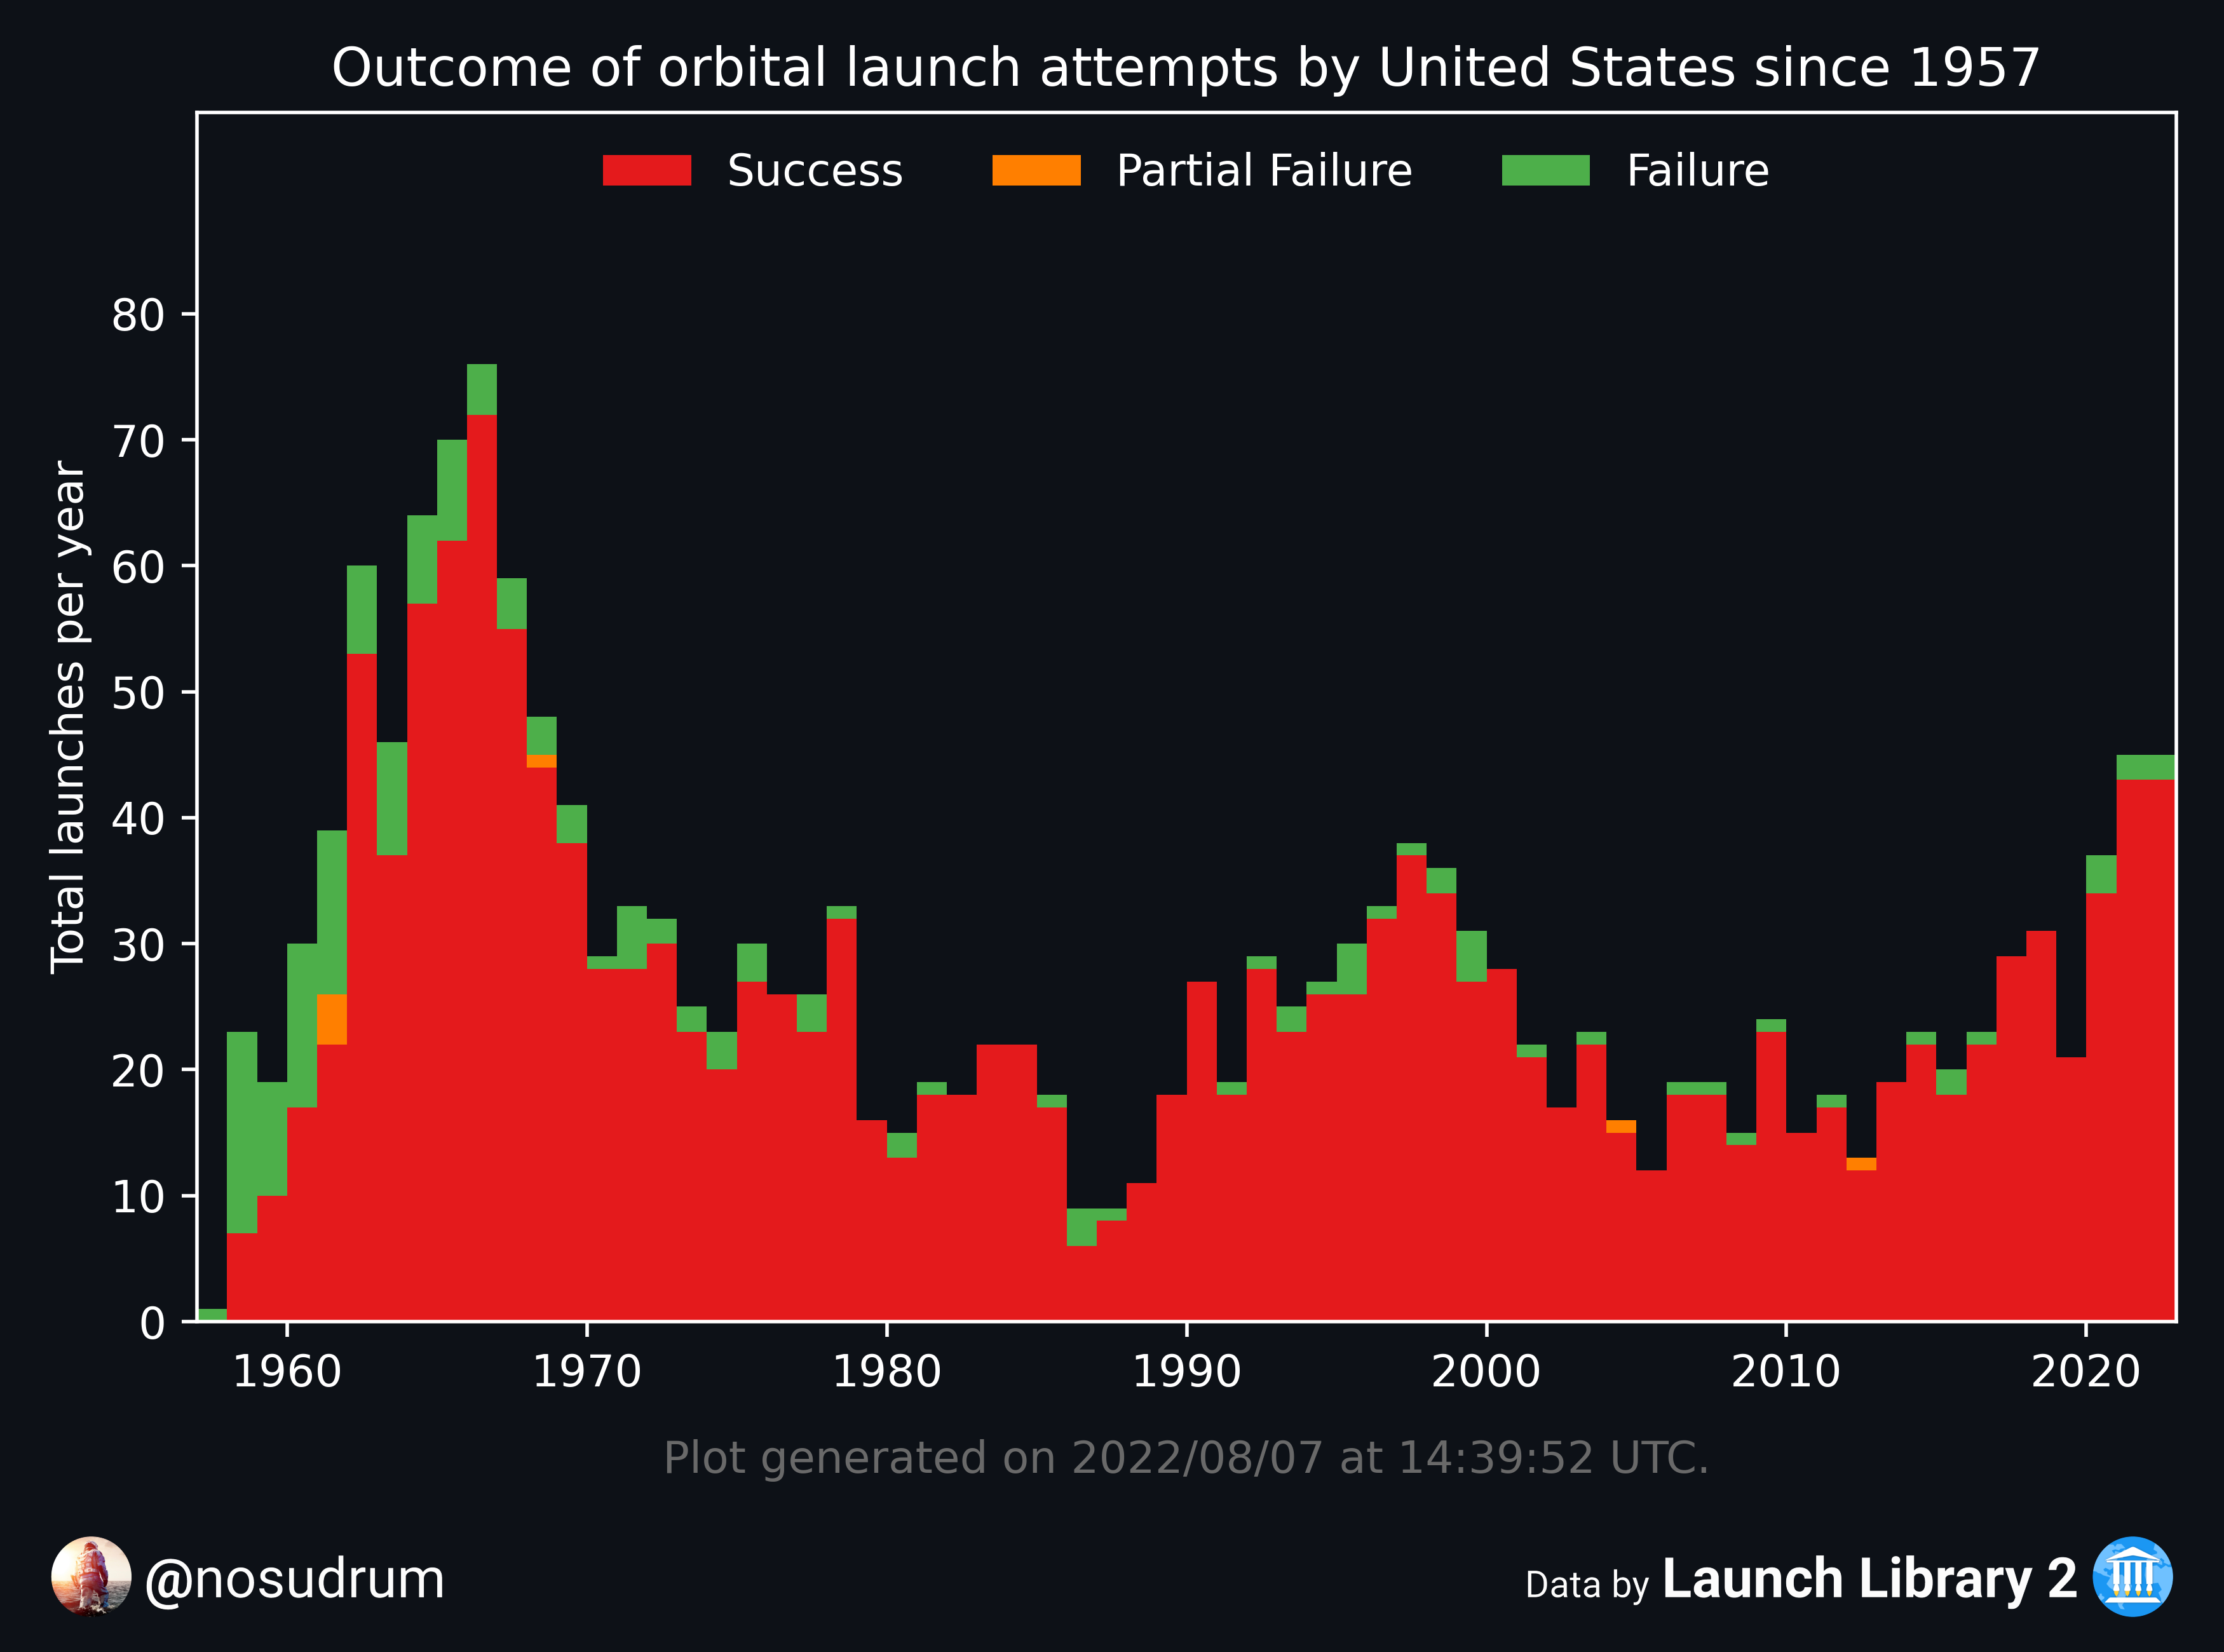 Outcome of orbital launch attempts by United States since 1957
Success Partial Failure Failure
Total launches per year
80
70
60
50
40
30
20
10
0
1960 1970 1980 1990 2000 2010 2020
Plot generated on 2022/08/07 at 14:39:52 UTC.
@nosudrum
Data by Launch Library 2